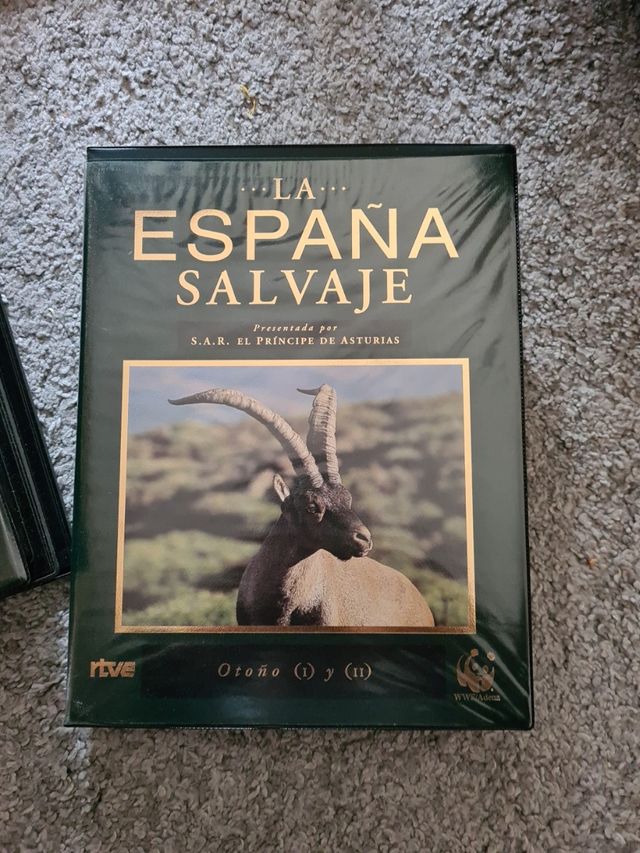 ···LA···
ESPAÑA
SALVAJE
Presentada por
S.A.R. EL PRÍNCIPE DE ASTURIAS
rtve
Otoño (I) y (II)
WWF/Adena